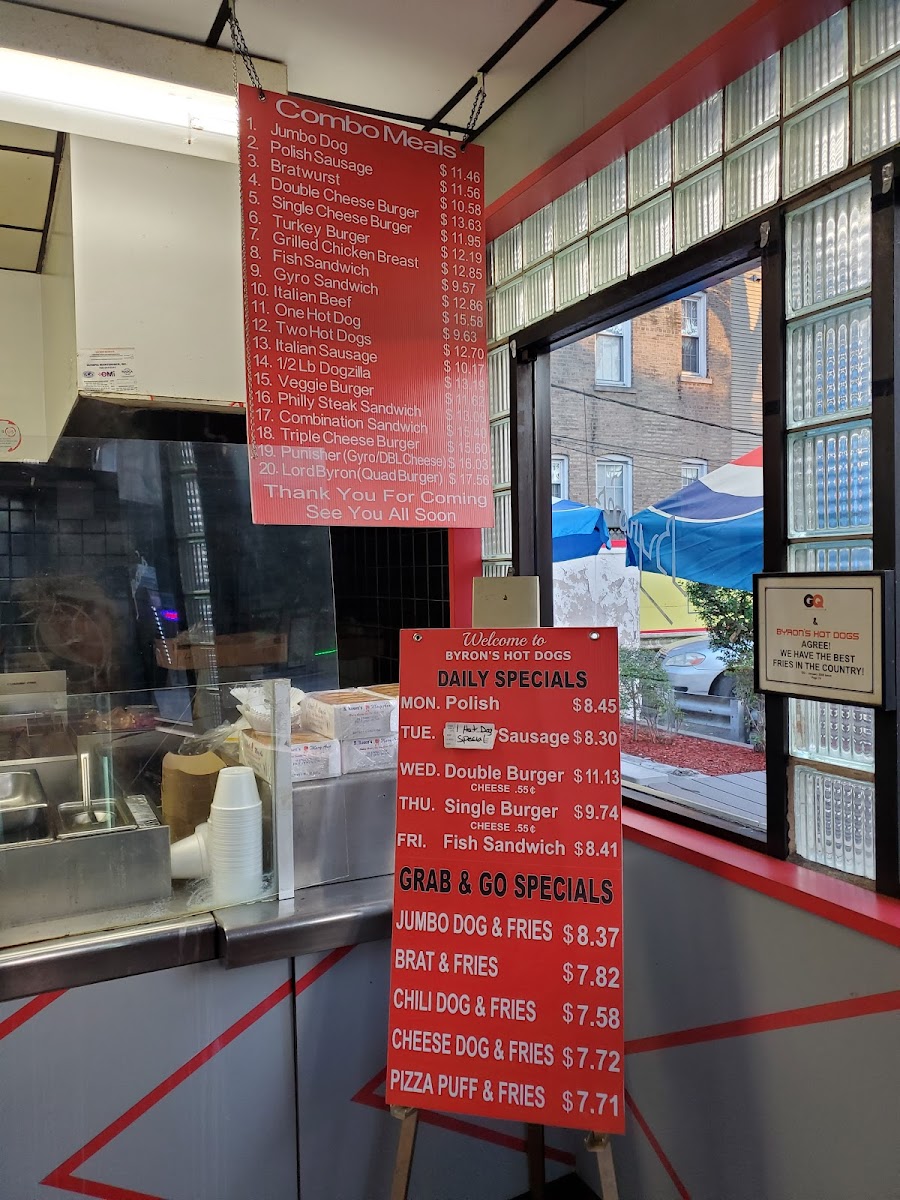 Combo Meals
1. Jumbo Dog $ 11.46
2. Polish Sausage $ 11.56
3. Bratwurst $ 10.58
4. Double Cheese Burger $ 13.63
5. Single Cheese Burger $ 11.95
6. Turkey Burger $ 12.19
7. Grilled Chicken Breast $ 12.85
8. Fish Sandwich $ 9.57
9. Gyro Sandwich $ 12.86
10. Italian Beef $ 15.58
11. One Hot Dog $ 9.63
12. Two Hot Dogs $ 12.70
13. Italian Sausage $ 10.17
14. 1/2 Lb Dogzilla $ 13.19
15. Veggie Burger
16. Philly Steak Sandwich
17. Combination Sandwich
18. Triple Cheese Burger $ 15.60
19. Punisher (Gyro/DBL Cheese) $ 16.03
20. Lord Byron (Quad Burger) $ 17.56
Thank You For Coming
See You All Soon
GQ
&
BYRON'S HOT DOGS
AGREE!
WE HAVE THE BEST
FRIES IN THE COUNTRY!
Welcome to
BYRON'S HOT DOGS
DAILY SPECIALS
MON. Polish $8.45
TUE. 1 Hot Dog Special Sausage $8.30
WED. Double Burger $11.13
CHEESE .55¢
THU. Single Burger $9.74
CHEESE .55¢
FRI. Fish Sandwich $8.41
GRAB & GO SPECIALS
JUMBO DOG & FRIES $8.37
BRAT & FRIES $7.82
CHILI DOG & FRIES $7.58
CHEESE DOG & FRIES $7.72
PIZZA PUFF & FRIES $7.71